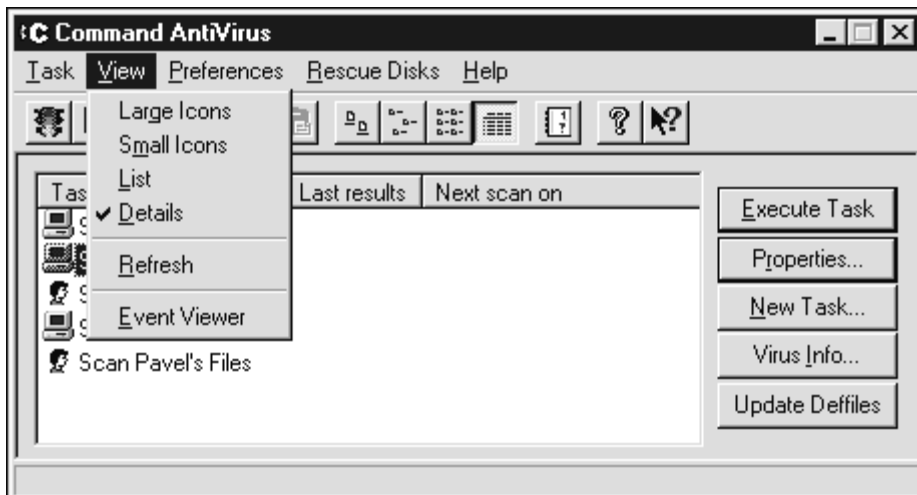 Command AntiVirus
Task View Preferences Rescue Disks Help
Large Icons
Small Icons
List
Details
Refresh
Event Viewer
Last results Next scan on
Scan Pavel's Files
Execute Task
Properties...
New Task...
Virus Info...
Update Deffiles